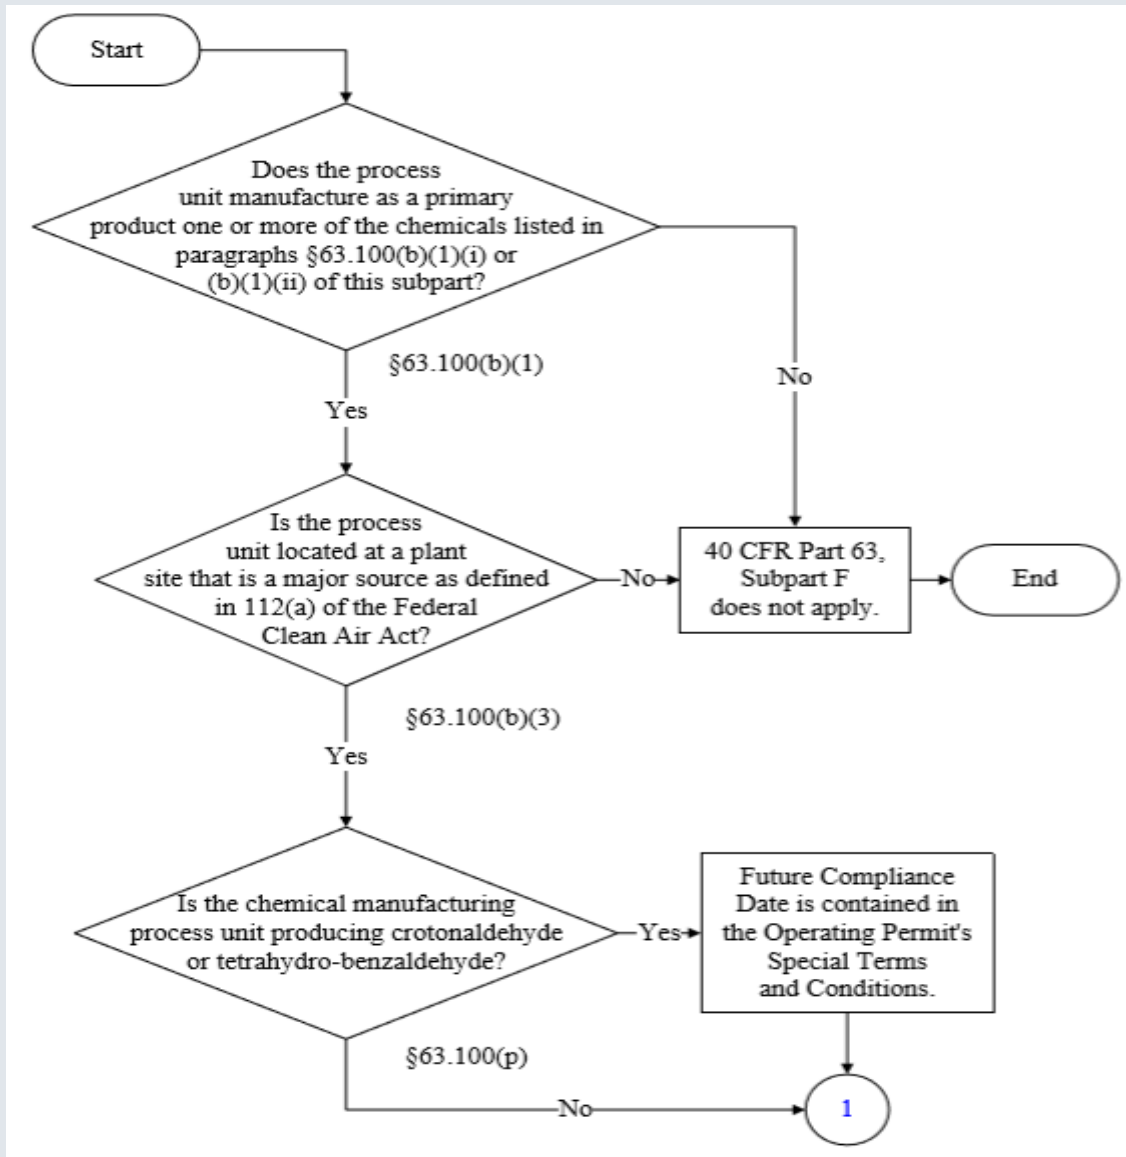 Start
Does the process
unit manufacture as a primary
product one or more of the chemicals listed in
paragraphs §63.100(b)(1)(i) or
(b)(1)(ii) of this subpart?
§63.100(b)(1)
No
Yes
Is the process
unit located at a plant
site that is a major source as defined
in 112(a) of the Federal
Clean Air Act?
No
40 CFR Part 63,
Subpart F
does not apply.
End
§63.100(b)(3)
Yes
Is the chemical manufacturing
process unit producing crotonaldehyde
or tetrahydro-benzaldehyde?
Yes
Future Compliance
Date is contained in
the Operating Permit's
Special Terms
and Conditions.
§63.100(p)
No
1